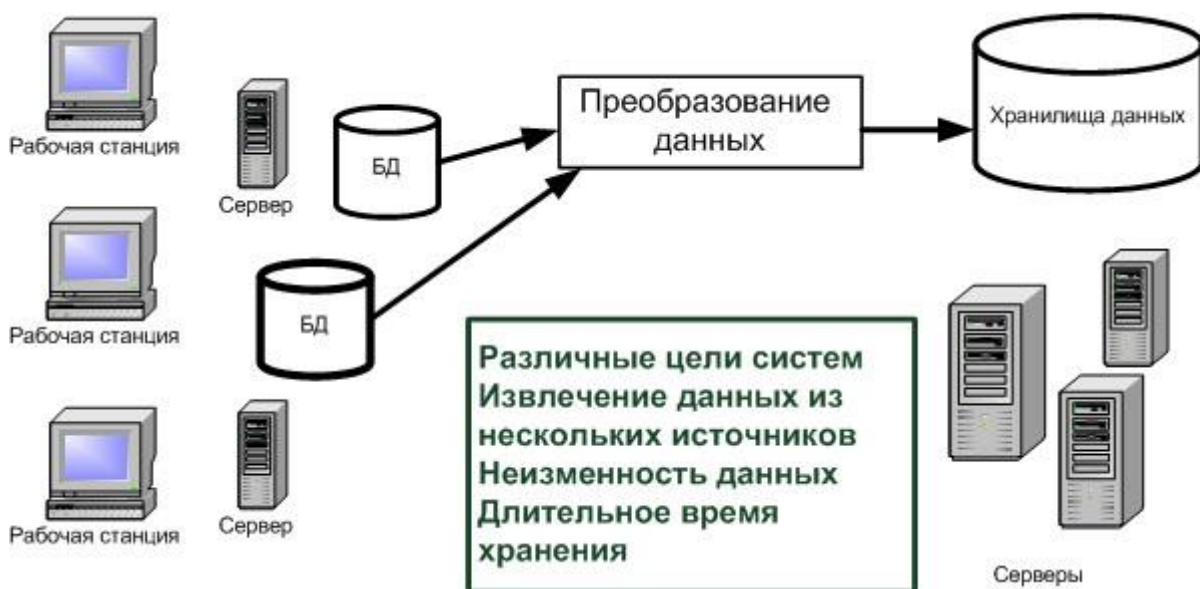 Рабочая станция
Сервер
БД
Преобразование
данных
Хранилища данных
Рабочая станция
БД
Рабочая станция
Сервер
Различные цели систем
Извлечение данных из
нескольких источников
Неизменность данных
Длительное время
хранения
Серверы